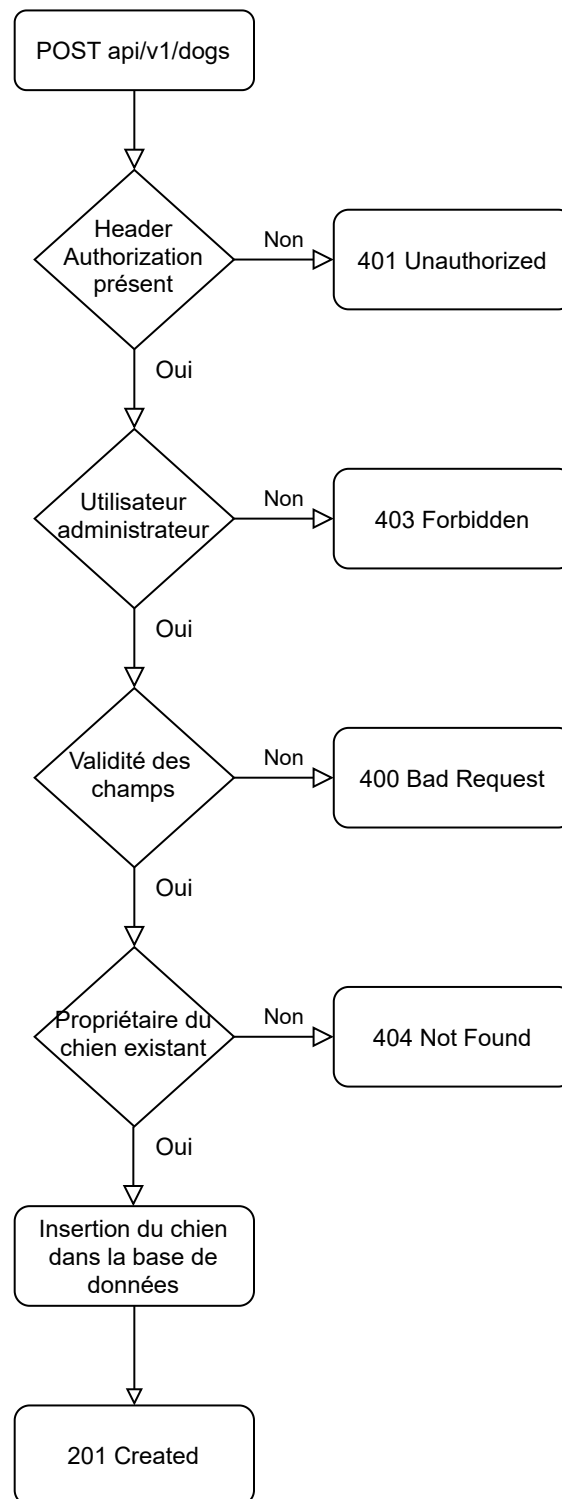 POST api/v1/dogs
Header
Authorization
présent
Non
401 Unauthorized
Oui
Utilisateur
administrateur
Non
403 Forbidden
Oui
Validité des
champs
Non
400 Bad Request
Oui
Propriétaire du
chien existant
Non
404 Not Found
Oui
Insertion du chien
dans la base de
données
201 Created